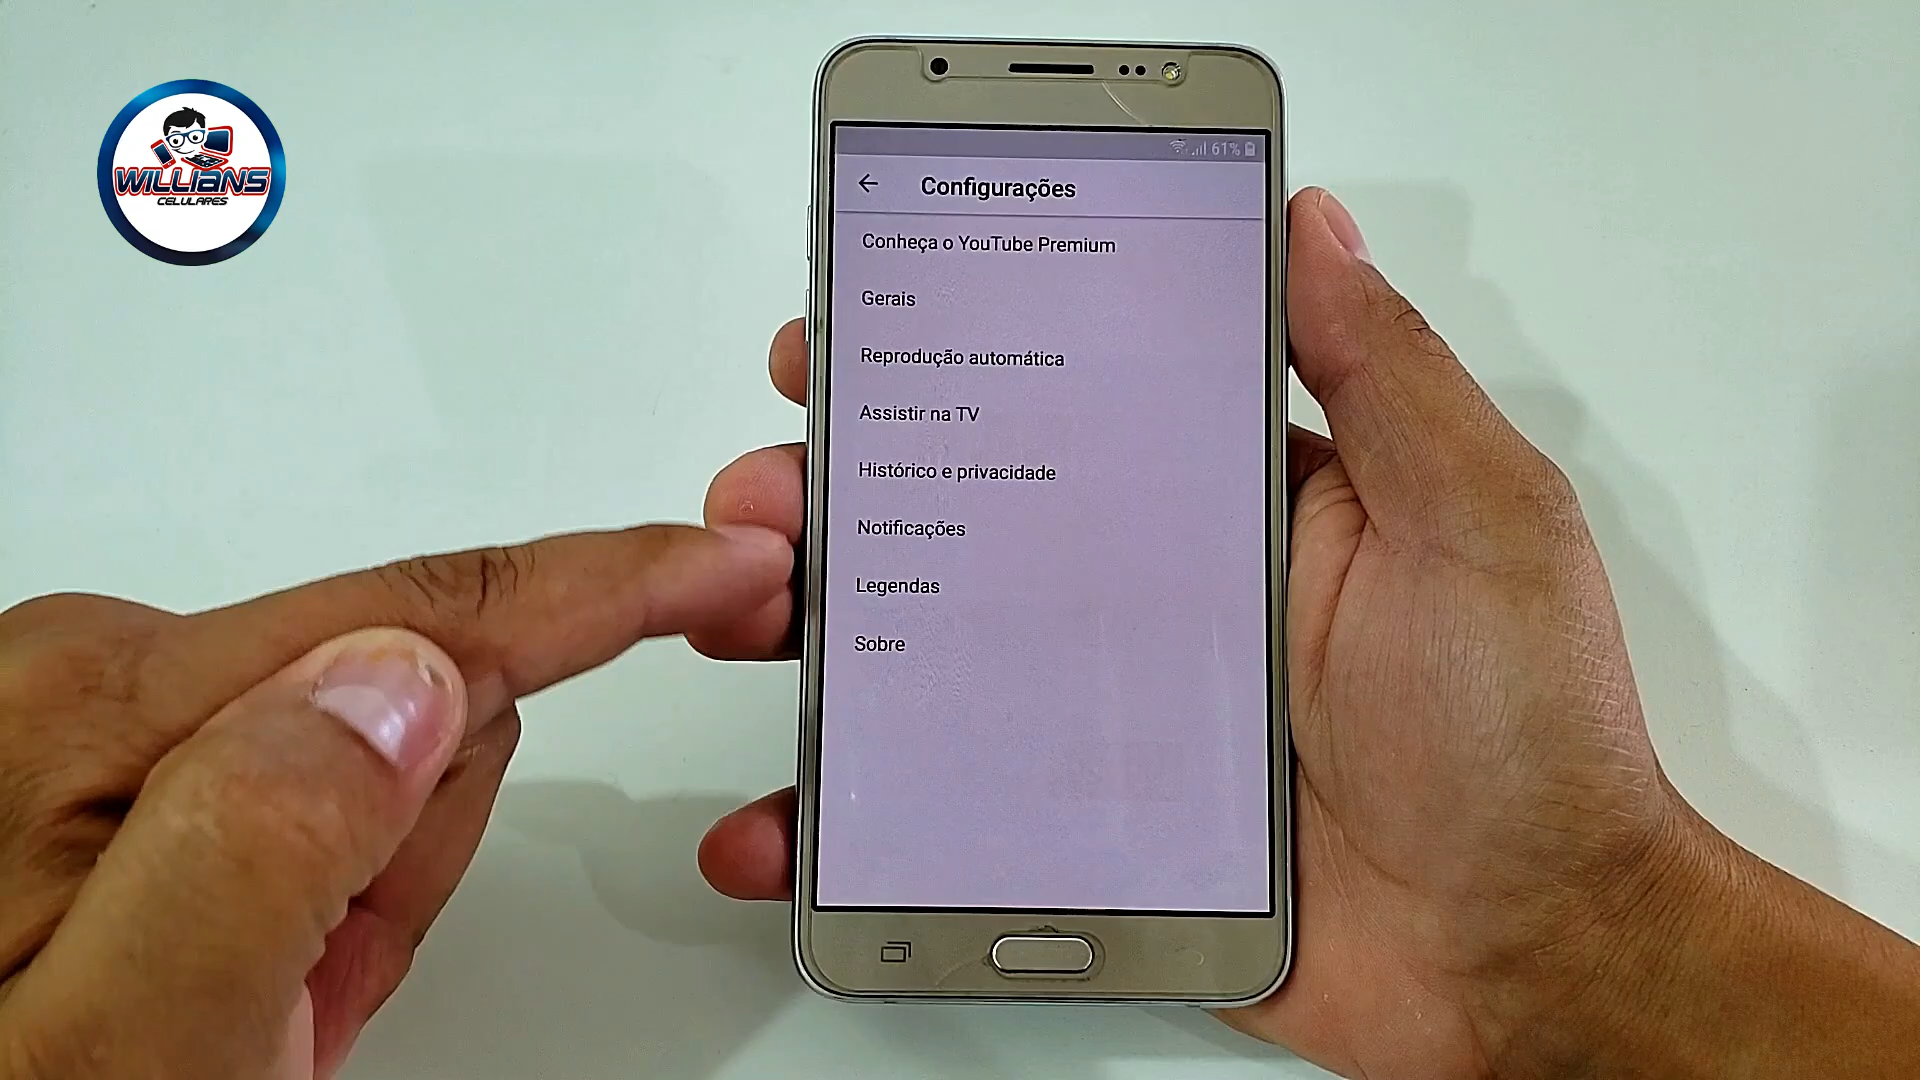 WILLIANS
CELULARES
61%
Configurações
Conheça o YouTube Premium
Gerais
Reprodução automática
Assistir na TV
Histórico e privacidade
Notificações
Legendas
Sobre